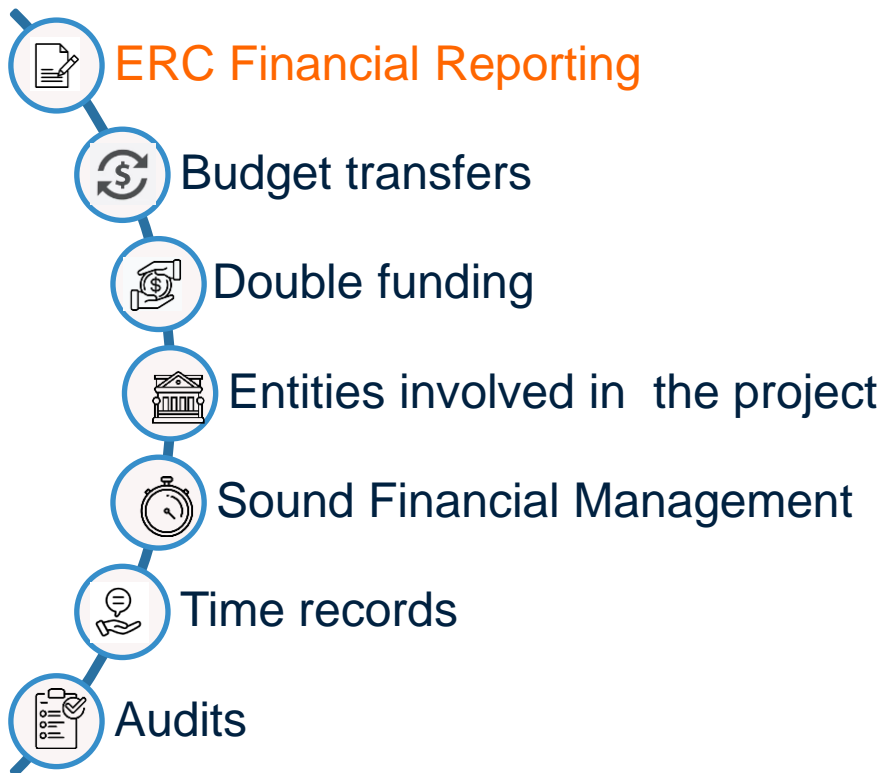 ERC Financial Reporting
Budget transfers
Double funding
Entities involved in  the project
Sound Financial Management
Time records
Audits